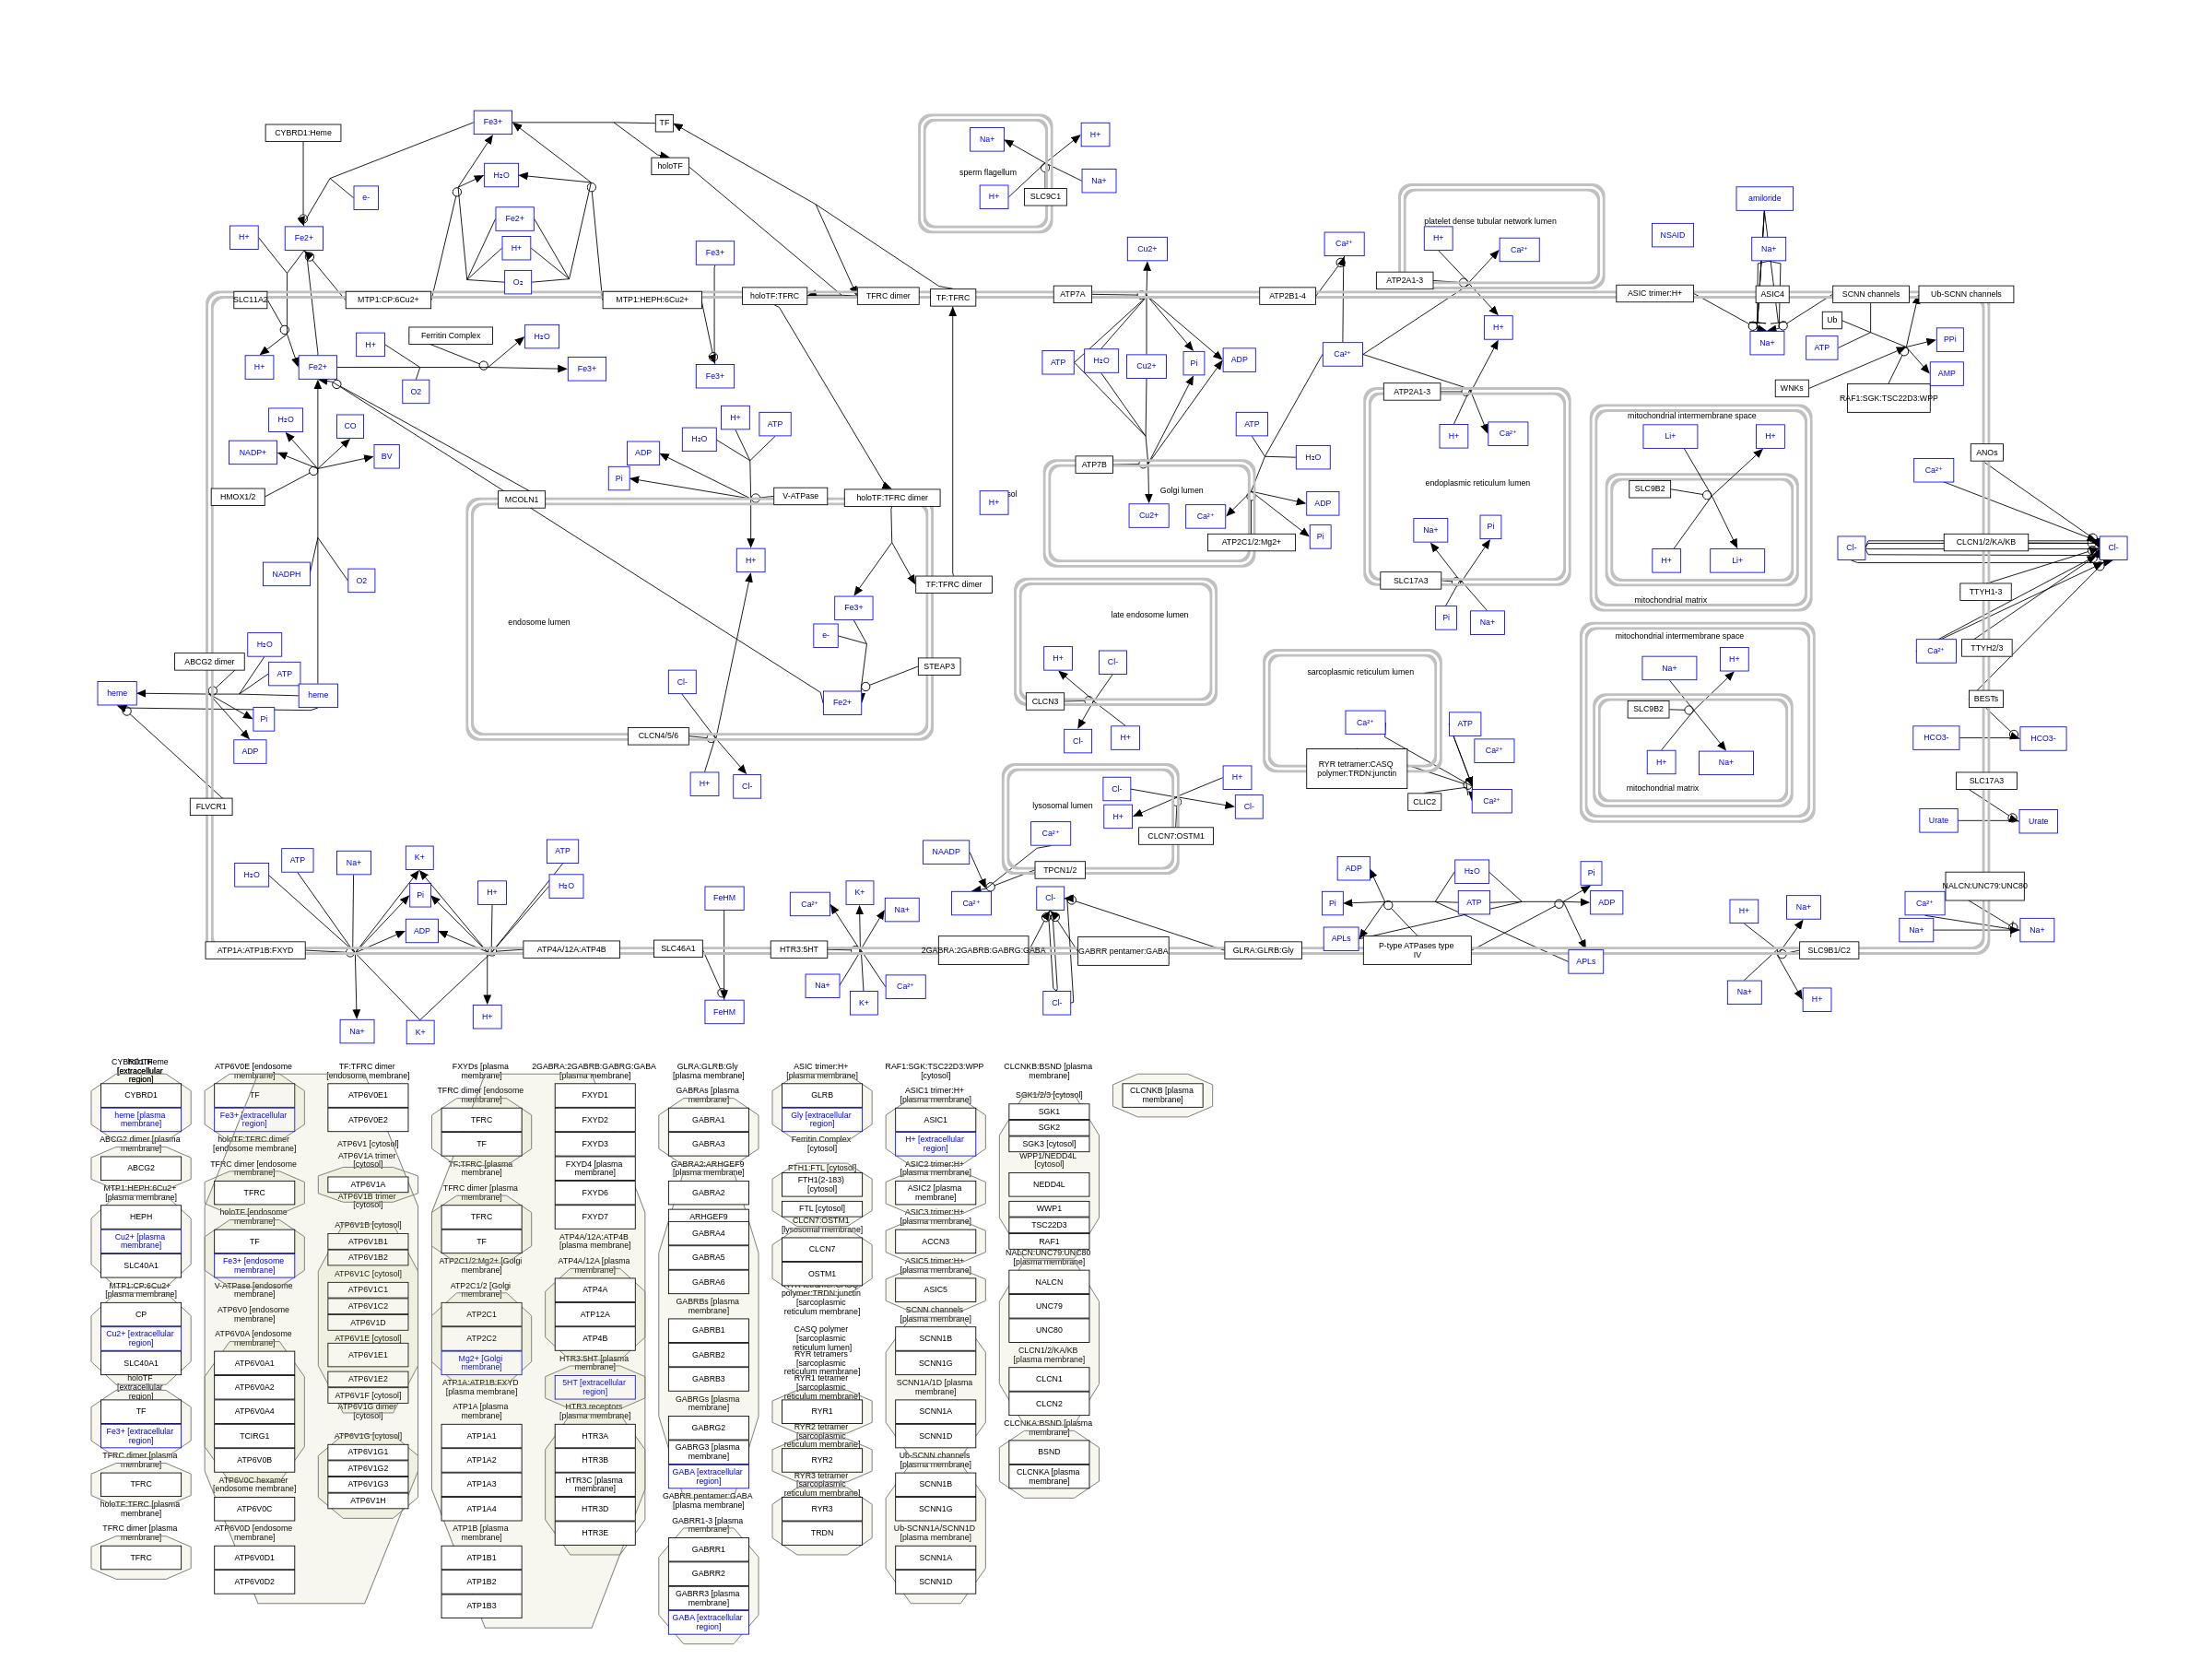 Fe3+
TF
CYBRD1:Heme
holoTF
Na+
H+
sperm flagellum
H₂O
e-
H+
Na+
SLC9C1
amiloride
Fe2+
H+
Fe2+
H+
Fe3+
O₂
Cu2+
Ca²⁺
platelet dense tubular network lumen
H+
Ca²⁺
NSAID
Na+
ATP2A1-3
SLC11A2
MTP1:CP:6Cu2+
MTP1:HEPH:6Cu2+
holoTF:TFRC
TFRC dimer
TF:TFRC
ATP7A
ATP2B1-4
ASIC trimer:H+
ASIC4
SCNN channels
Ub-SCNN channels
H+
Ferritin Complex
H₂O
H+
Ub
Na+
ATP
PPi
H+
Fe2+
O2
Fe3+
Fe3+
ATP
H₂O
Cu2+
Pi
ADP
Ca²⁺
AMP
WNKs
RAF1:SGK:TSC22D3:WPP
ATP2A1-3
H₂O
CO
NADP+
BV
HMOX1/2
H+
ATP
H₂O
ADP
Pi
V-ATPase
MCOLN1
holoTF:TFRC dimer
H+
sol
ATP7B
Golgi lumen
Cu2+
Ca²⁺
ATP
H₂O
ADP
Pi
ATP2C1/2:Mg2+
H+
Ca²⁺
endoplasmic reticulum lumen
Na+
Pi
SLC17A3
Pi
Na+
mitochondrial intermembrane space
Li+
H+
SLC9B2
H+
Li+
mitochondrial matrix
ANOs
Ca²⁺
Cl-
CLCN1/2/KA/KB
Cl-
TTYH1-3
Ca²⁺
TTYH2/3
BESTs
HCO3-
HCO3-
SLC17A3
Urate
Urate
NADPH
O2
H+
TF:TFRC dimer
endosome lumen
Fe3+
e-
STEAP3
Fe2+
Cl-
CLCN4/5/6
H+
Cl-
H₂O
ABCG2 dimer
ATP
heme
heme
Pi
ADP
FLVCR1
late endosome lumen
H+
Cl-
CLCN3
Cl-
H+
sarcoplasmic reticulum lumen
Ca²⁺
ATP
Ca²⁺
RYR tetramer:CASQ
polymer:TRDN:junctin
CLIC2
Ca²⁺
mitochondrial intermembrane space
Na+
H+
SLC9B2
H+
Na+
mitochondrial matrix
lysosomal lumen
Cl-
H+
H+
Cl-
Ca²⁺
CLCN7:OSTM1
TPCN1/2
NAADP
Ca²⁺
H₂O
ATP
Na+
K+
Pi
ADP
H+
ATP
H₂O
FeHM
Ca²⁺
K+
Na+
Cl-
ADP
Pi
H₂O
ATP
Pi
ADP
APLs
H+
Na+
NALCN:UNC79:UNC80
Ca²⁺
Na+
Na+
ATP1A:ATP1B:FXYD
ATP4A/12A:ATP4B
SLC46A1
HTR3:5HT
2GABRA:2GABRB:GABRG:GABA
GABRR pentamer:GABA
GLRA:GLRB:Gly
P-type ATPases type
IV
APLs
SLC9B1/C2
Na+
K+
H+
FeHM
Na+
K+
Ca²⁺
Cl-
Na+
H+
CYBRD1:Heme
holoTF
[extracellular
region]
CYBRD1
heme [plasma
membrane]
ABCG2 dimer [plasma
membrane]
ABCG2
MTP1:HEPH:6Cu2+
[plasma membrane]
HEPH
Cu2+ [plasma
membrane]
SLC40A1
MTP1:CP:6Cu2+
[plasma membrane]
CP
Cu2+ [extracellular
region]
SLC40A1
holoTF
[extracellular
region]
TF
Fe3+ [extracellular
region]
TFRC dimer [plasma
membrane]
TFRC
holoTF:TFRC [plasma
membrane]
TFRC dimer [plasma
membrane]
TFRC
ATP6V0E [endosome
membrane]
TF
Fe3+ [extracellular
region]
holoTF:TFRC dimer
[endosome membrane]
TFRC dimer [endosome
membrane]
TFRC
holoTF [endosome
membrane]
TF
Fe3+ [endosome
membrane]
V-ATPase [endosome
membrane]
ATP6V0 [endosome
membrane]
ATP6V0A [endosome
membrane]
ATP6V0A1
ATP6V0A2
ATP6V0A4
TCIRG1
ATP6V0B
ATP6V0C hexamer
[endosome membrane]
ATP6V0C
ATP6V0D [endosome
membrane]
ATP6V0D1
ATP6V0D2
TF:TFRC dimer
[endosome membrane]
ATP6V0E1
ATP6V0E2
ATP6V1 [cytosol]
ATP6V1A trimer
[cytosol]
ATP6V1A
ATP6V1B trimer
[cytosol]
ATP6V1B [cytosol]
ATP6V1B1
ATP6V1B2
ATP6V1C [cytosol]
ATP6V1C1
ATP6V1C2
ATP6V1D
ATP6V1E [cytosol]
ATP6V1E1
ATP6V1E2
ATP6V1F [cytosol]
ATP6V1G dimer
[cytosol]
ATP6V1G [cytosol]
ATP6V1G1
ATP6V1G2
ATP6V1G3
ATP6V1H
FXYDs [plasma
membrane]
TFRC dimer [endosome
membrane]
TFRC
TF
TF:TFRC [plasma
membrane]
TFRC dimer [plasma
membrane]
TFRC
TF
ATP2C1/2:Mg2+ [Golgi
membrane]
ATP2C1/2 [Golgi
membrane]
ATP2C1
ATP2C2
Mg2+ [Golgi
membrane]
ATP1A:ATP1B:FXYD
[plasma membrane]
ATP1A [plasma
membrane]
ATP1A1
ATP1A2
ATP1A3
ATP1A4
ATP1B [plasma
membrane]
ATP1B1
ATP1B2
ATP1B3
2GABRA:2GABRB:GABRG:GABA
[plasma membrane]
FXYD1
FXYD2
FXYD3
FXYD4 [plasma
membrane]
FXYD6
FXYD7
ATP4A/12A:ATP4B
[plasma membrane]
ATP4A/12A [plasma
membrane]
ATP4A
ATP12A
ATP4B
HTR3:5HT [plasma
membrane]
5HT [extracellular
region]
HTR3 receptors
[plasma membrane]
HTR3A
HTR3B
HTR3C [plasma
membrane]
HTR3D
HTR3E
GLRA:GLRB:Gly
[plasma membrane]
GABRAs [plasma
membrane]
GABRA1
GABRA3
GABRA2:ARHGEF9
[plasma membrane]
GABRA2
ARHGEF9
GABRA4
GABRA5
GABRA6
GABRBs [plasma
membrane]
GABRB1
GABRB2
GABRB3
GABRGs [plasma
membrane]
GABRG2
GABRG3 [plasma
membrane]
GABA [extracellular
region]
GABRR pentamer:GABA
[plasma membrane]
GABRR1-3 [plasma
membrane]
GABRR1
GABRR2
GABRR3 [plasma
membrane]
GABA [extracellular
region]
ASIC trimer:H+
[plasma membrane]
GLRB
Gly [extracellular
region]
Ferritin Complex
[cytosol]
FTH1:FTL [cytosol]
FTH1(2-183)
[cytosol]
FTL [cytosol]
CLCN7:OSTM1
[lysosomal membrane]
CLCN7
OSTM1
polymer:TRDN:junctin
[sarcoplasmic
reticulum membrane]
CASQ polymer
[sarcoplasmic
reticulum lumen]
RYR tetramers
[sarcoplasmic
reticulum membrane]
RYR1 tetramer
[sarcoplasmic
reticulum membrane]
RYR1
RYR2 tetramer
[sarcoplasmic
reticulum membrane]
RYR2
RYR3 tetramer
[sarcoplasmic
reticulum membrane]
RYR3
TRDN
RAF1:SGK:TSC22D3:WPP
[cytosol]
ASIC1 trimer:H+
[plasma membrane]
ASIC1
H+ [extracellular
region]
ASIC2 trimer:H+
[plasma membrane]
ASIC2 [plasma
membrane]
ASIC3 trimer:H+
[plasma membrane]
ACCN3
ASIC5 trimer:H+
[plasma membrane]
ASIC5
SCNN channels
[plasma membrane]
SCNN1B
SCNN1G
SCNN1A/1D [plasma
membrane]
SCNN1A
SCNN1D
Ub-SCNN channels
[plasma membrane]
SCNN1B
SCNN1G
Ub-SCNN1A/SCNN1D
[plasma membrane]
SCNN1A
SCNN1D
CLCNKB:BSND [plasma
membrane]
SGK1/2/3 [cytosol]
SGK1
SGK2
SGK3 [cytosol]
WPP1/NEDD4L
[cytosol]
NEDD4L
WWP1
TSC22D3
RAF1
NALCN:UNC79:UNC80
[plasma membrane]
NALCN
UNC79
UNC80
CLCN1/2/KA/KB
[plasma membrane]
CLCN1
CLCN2
CLCNKA:BSND [plasma
membrane]
BSND
CLCNKA [plasma
membrane]
CLCNKB [plasma
membrane]